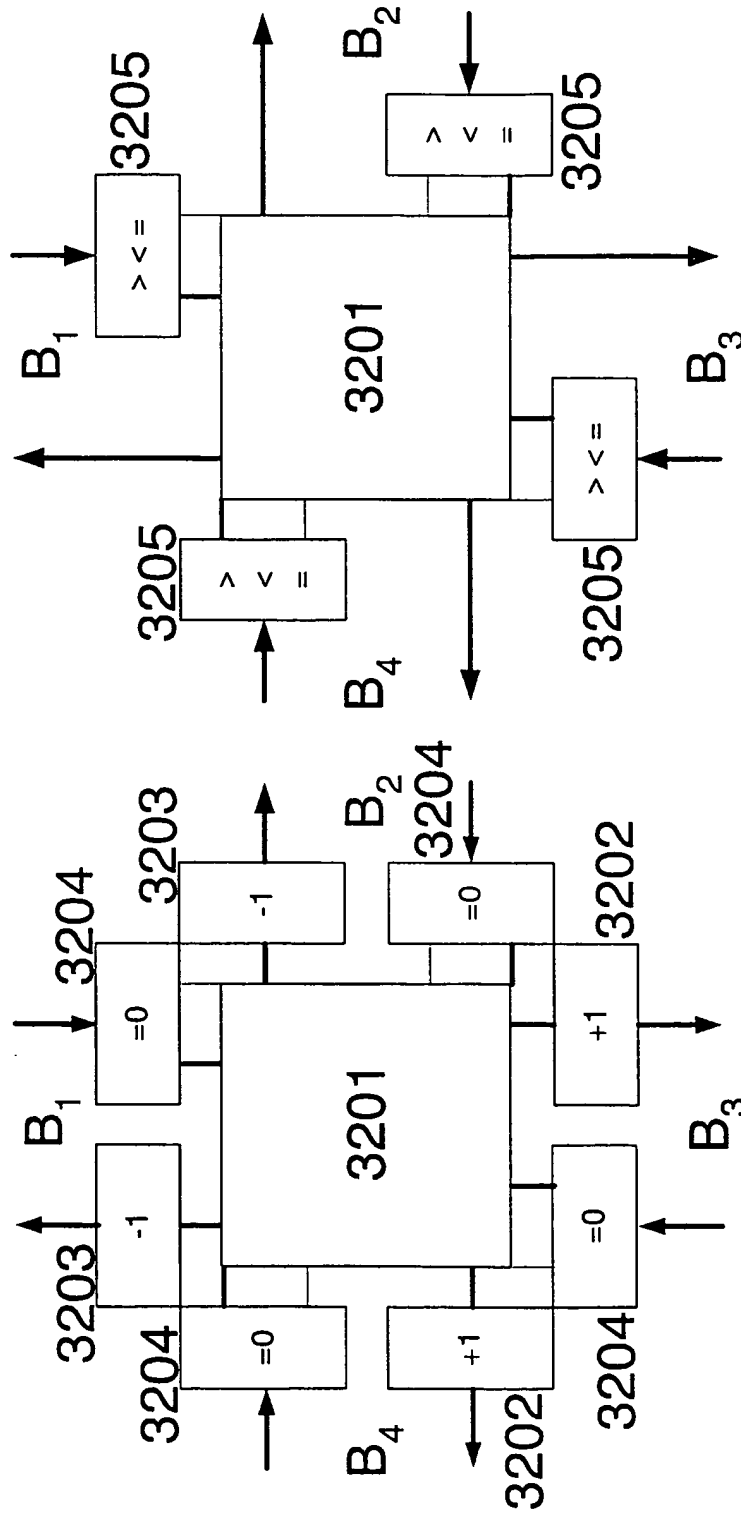 B1
3203
3204
-1
=0
3204
=0
3203
-1
B4
3201
B2
3204
=0
3202
+1
3204
=0
3202
+1
B3
B1
3205
> < =
3205
> < =
B4
3201
B2
3205
> < =
3205
> < =
B3